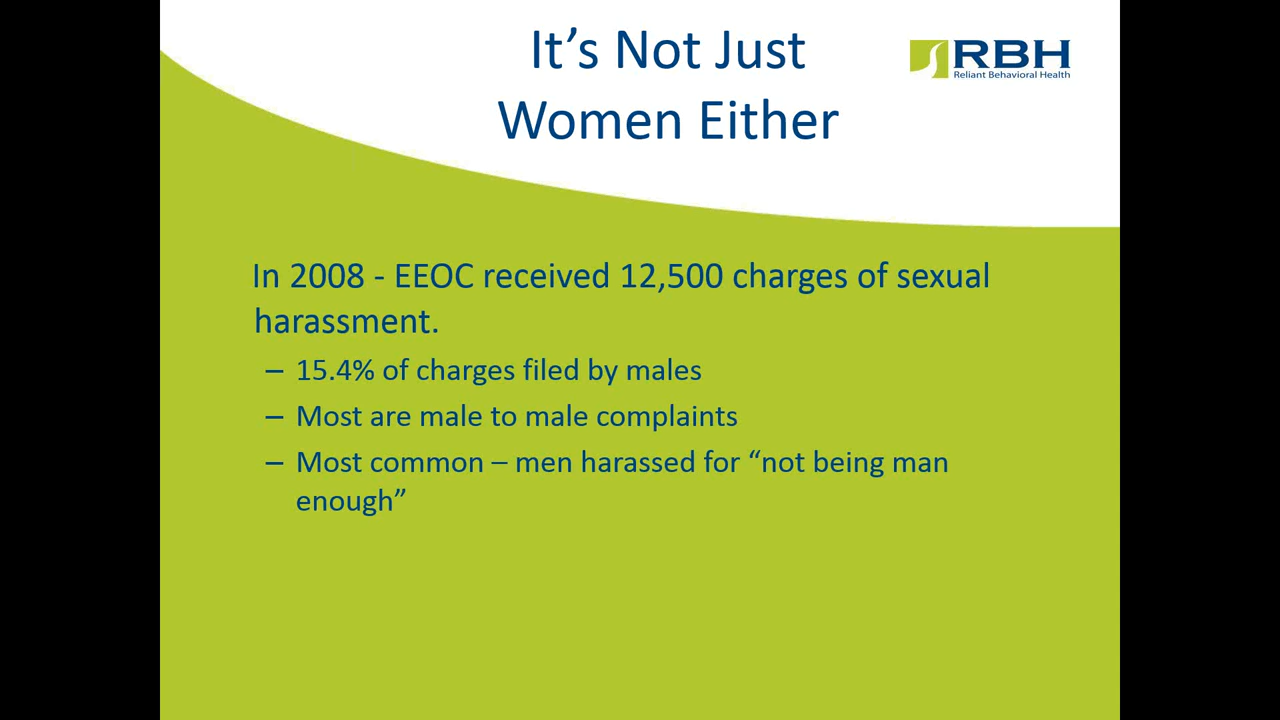 It’s Not Just
Women Either
RBH
Reliant Behavioral Health
In 2008 - EEOC received 12,500 charges of sexual
harassment.
– 15.4% of charges filed by males
– Most are male to male complaints
– Most common – men harassed for “not being man
enough”